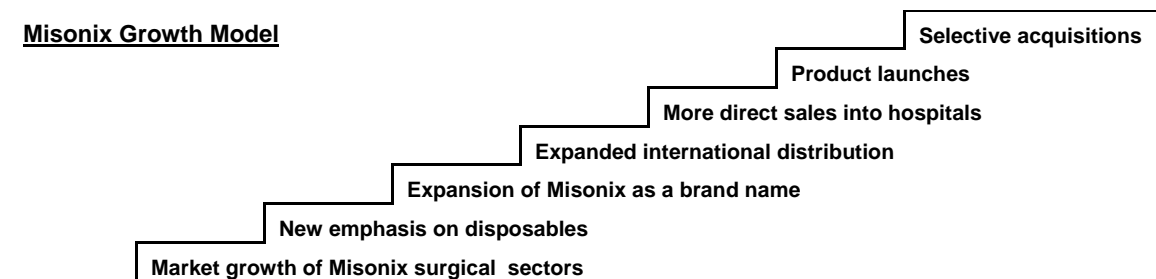 Misonix Growth Model
Selective acquisitions
Product launches
More direct sales into hospitals
Expanded international distribution
Expansion of Misonix as a brand name
New emphasis on disposables
Market growth of Misonix surgical sectors